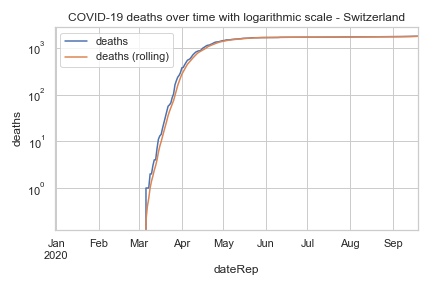 COVID-19 deaths over time with logarithmic scale - Switzerland
deaths
deaths (rolling)
10³
10²
10¹
10⁰
deaths
Jan Feb Mar Apr May Jun Jul Aug Sep
2020
dateRep